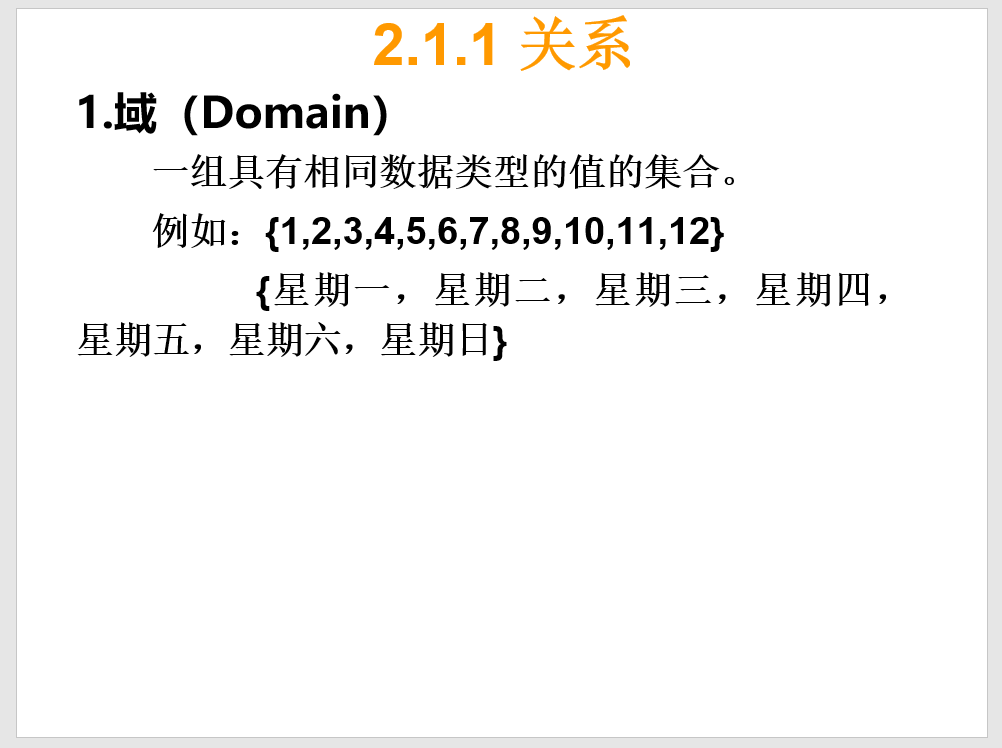 2.1.1 关系
1.域（Domain）
一组具有相同数据类型的值的集合。
例如：{1,2,3,4,5,6,7,8,9,10,11,12}
{星期一，星期二，星期三，星期四，
星期五，星期六，星期日}